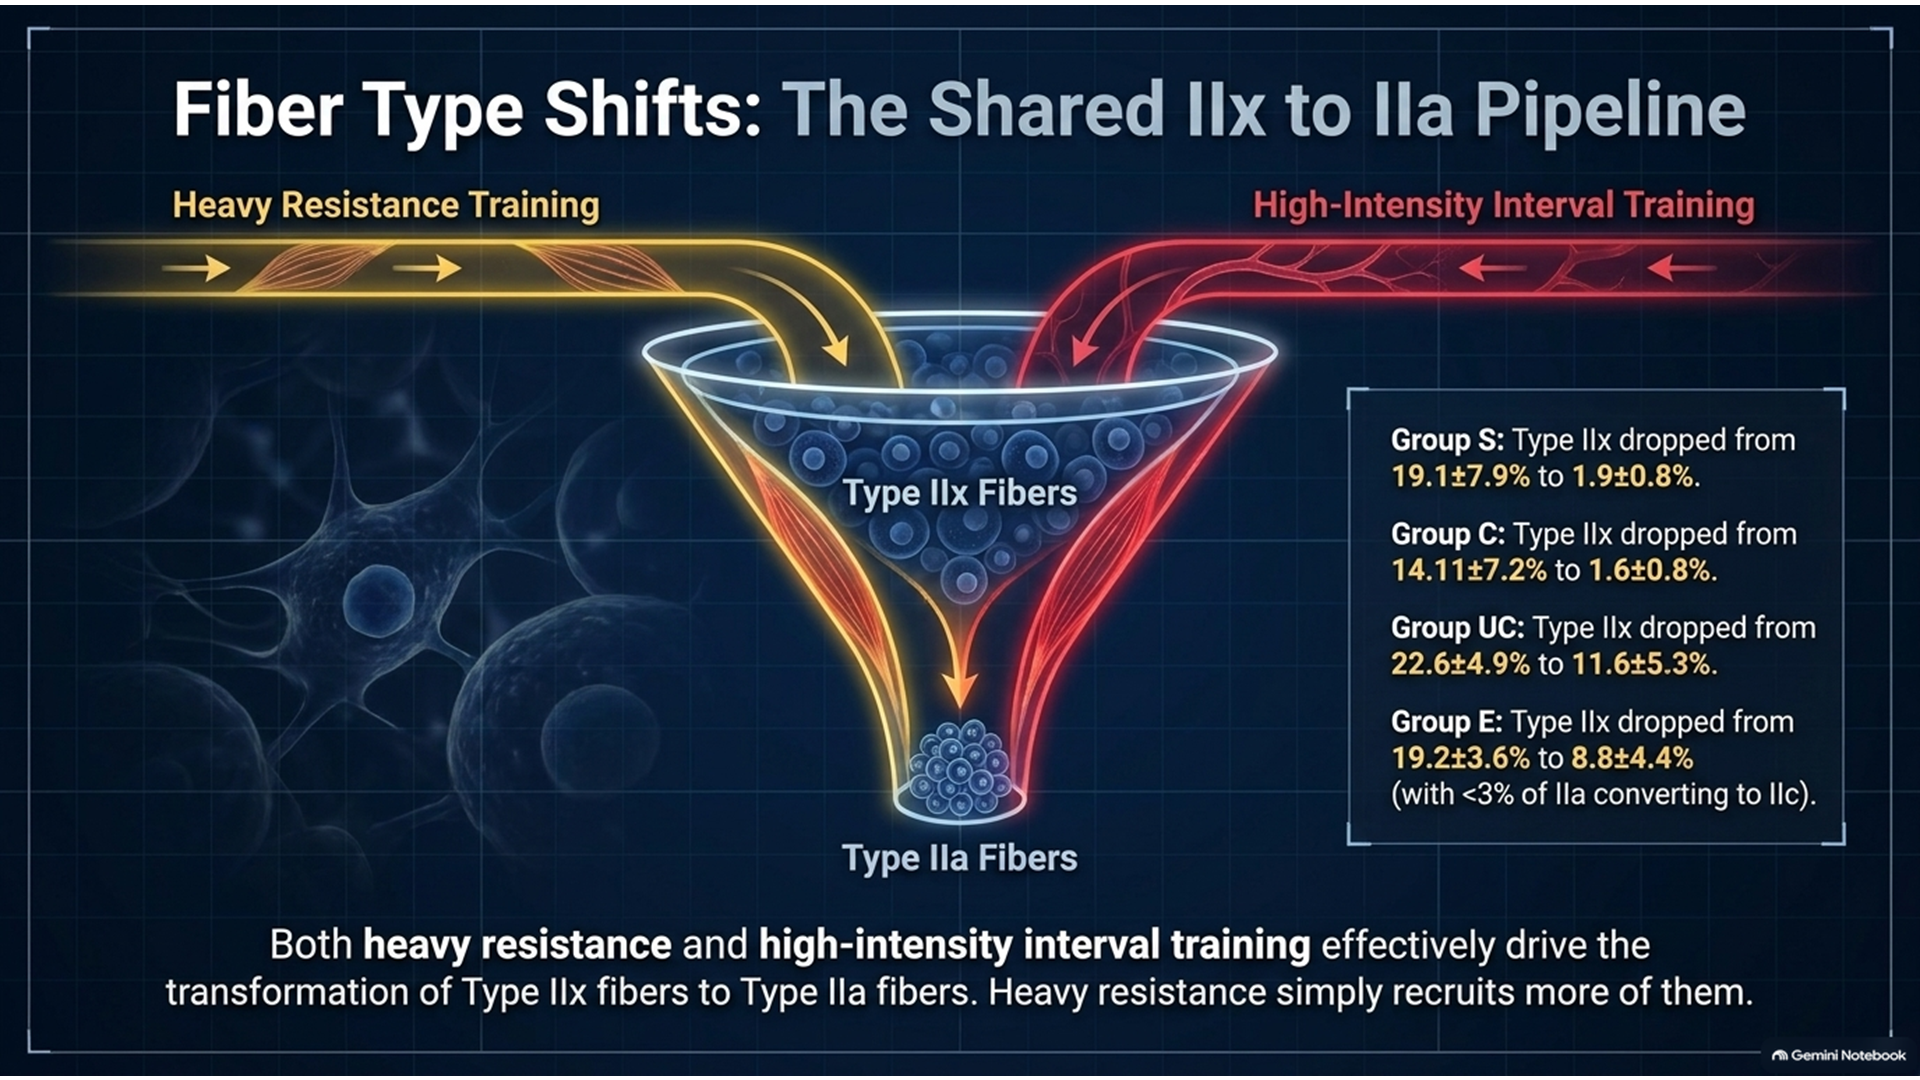 Fiber Type Shifts: The Shared IIx to IIa Pipeline
Heavy Resistance Training
High-Intensity Interval Training
Type IIx Fibers
Type IIa Fibers
Group S: Type IIx dropped from
19.1±7.9% to 1.9±0.8%.
Group C: Type IIx dropped from
14.11±7.2% to 1.6±0.8%.
Group UC: Type IIx dropped from
22.6±4.9% to 11.6±5.3%.
Group E: Type IIx dropped from
19.2±3.6% to 8.8±4.4%
(with <3% of IIa converting to IIc).
Both heavy resistance and high-intensity interval training effectively drive the
transformation of Type IIx fibers to Type IIa fibers. Heavy resistance simply recruits more of them.
Gemini Notebook